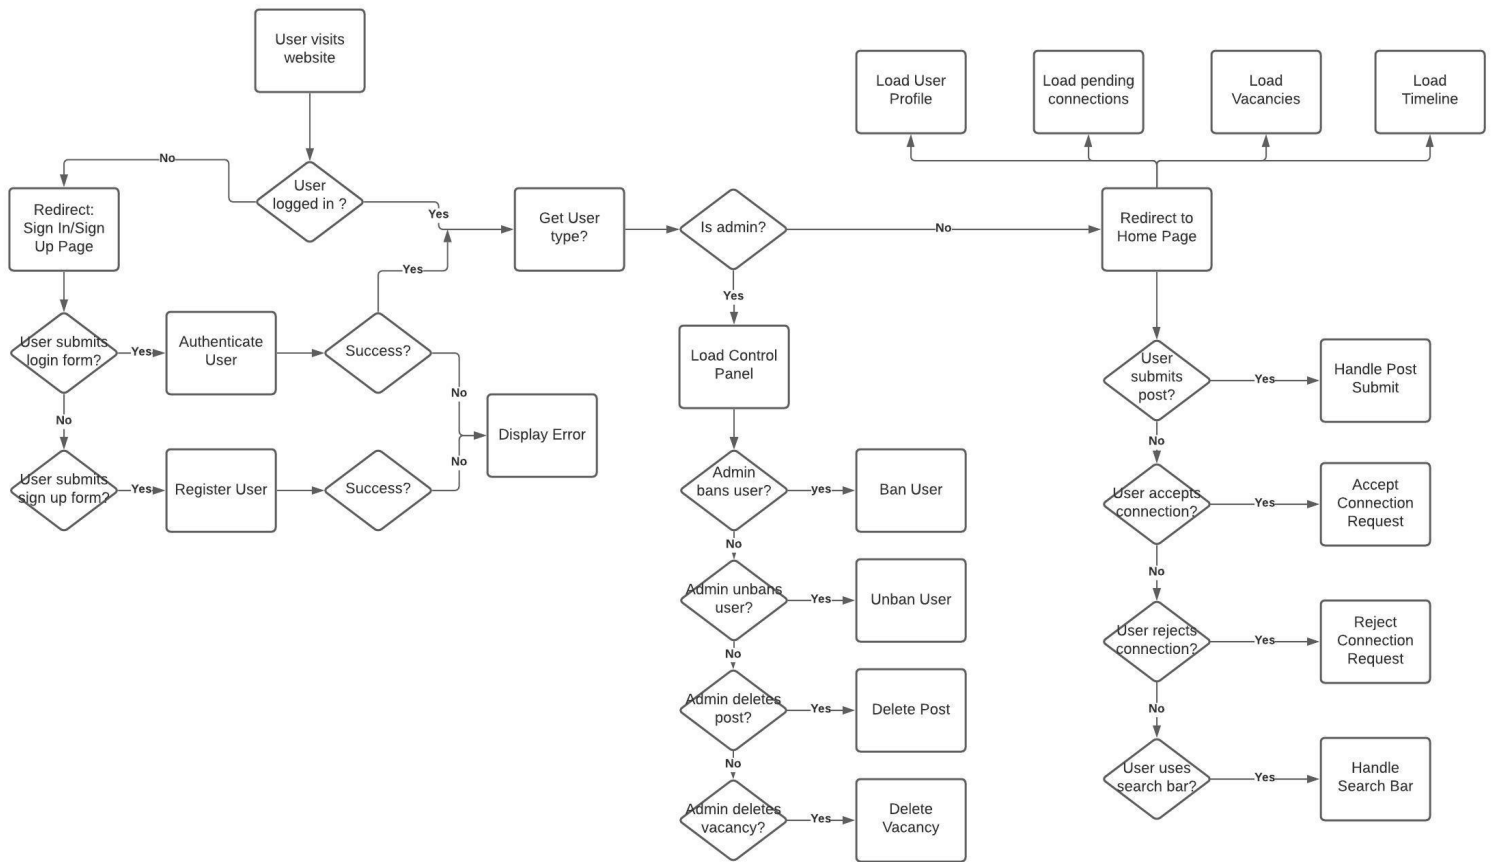 User visits
website
Load User
Profile
Load pending
connections
Load
Vacancies
Load
Timeline
No
User
logged in ?
Yes
Redirect:
Sign In/Sign
Up Page
Get User
type?
Is admin?
No
Redirect to
Home Page
Yes
Yes
User submits
login form?
Yes
Authenticate
User
Success?
No
Load Control
Panel
User
submits
post?
Yes
Handle Post
Submit
No
Display Error
No
No
User submits
sign up form?
Yes
Register User
Success?
Admin
bans user?
yes
Ban User
User accepts
connection?
Yes
Accept
Connection
Request
No
No
Admin unbans
user?
Yes
Unban User
User rejects
connection?
Yes
Reject
Connection
Request
No
No
Admin deletes
post?
Yes
Delete Post
User uses
search bar?
Yes
Handle
Search Bar
No
Admin deletes
vacancy?
Yes
Delete
Vacancy